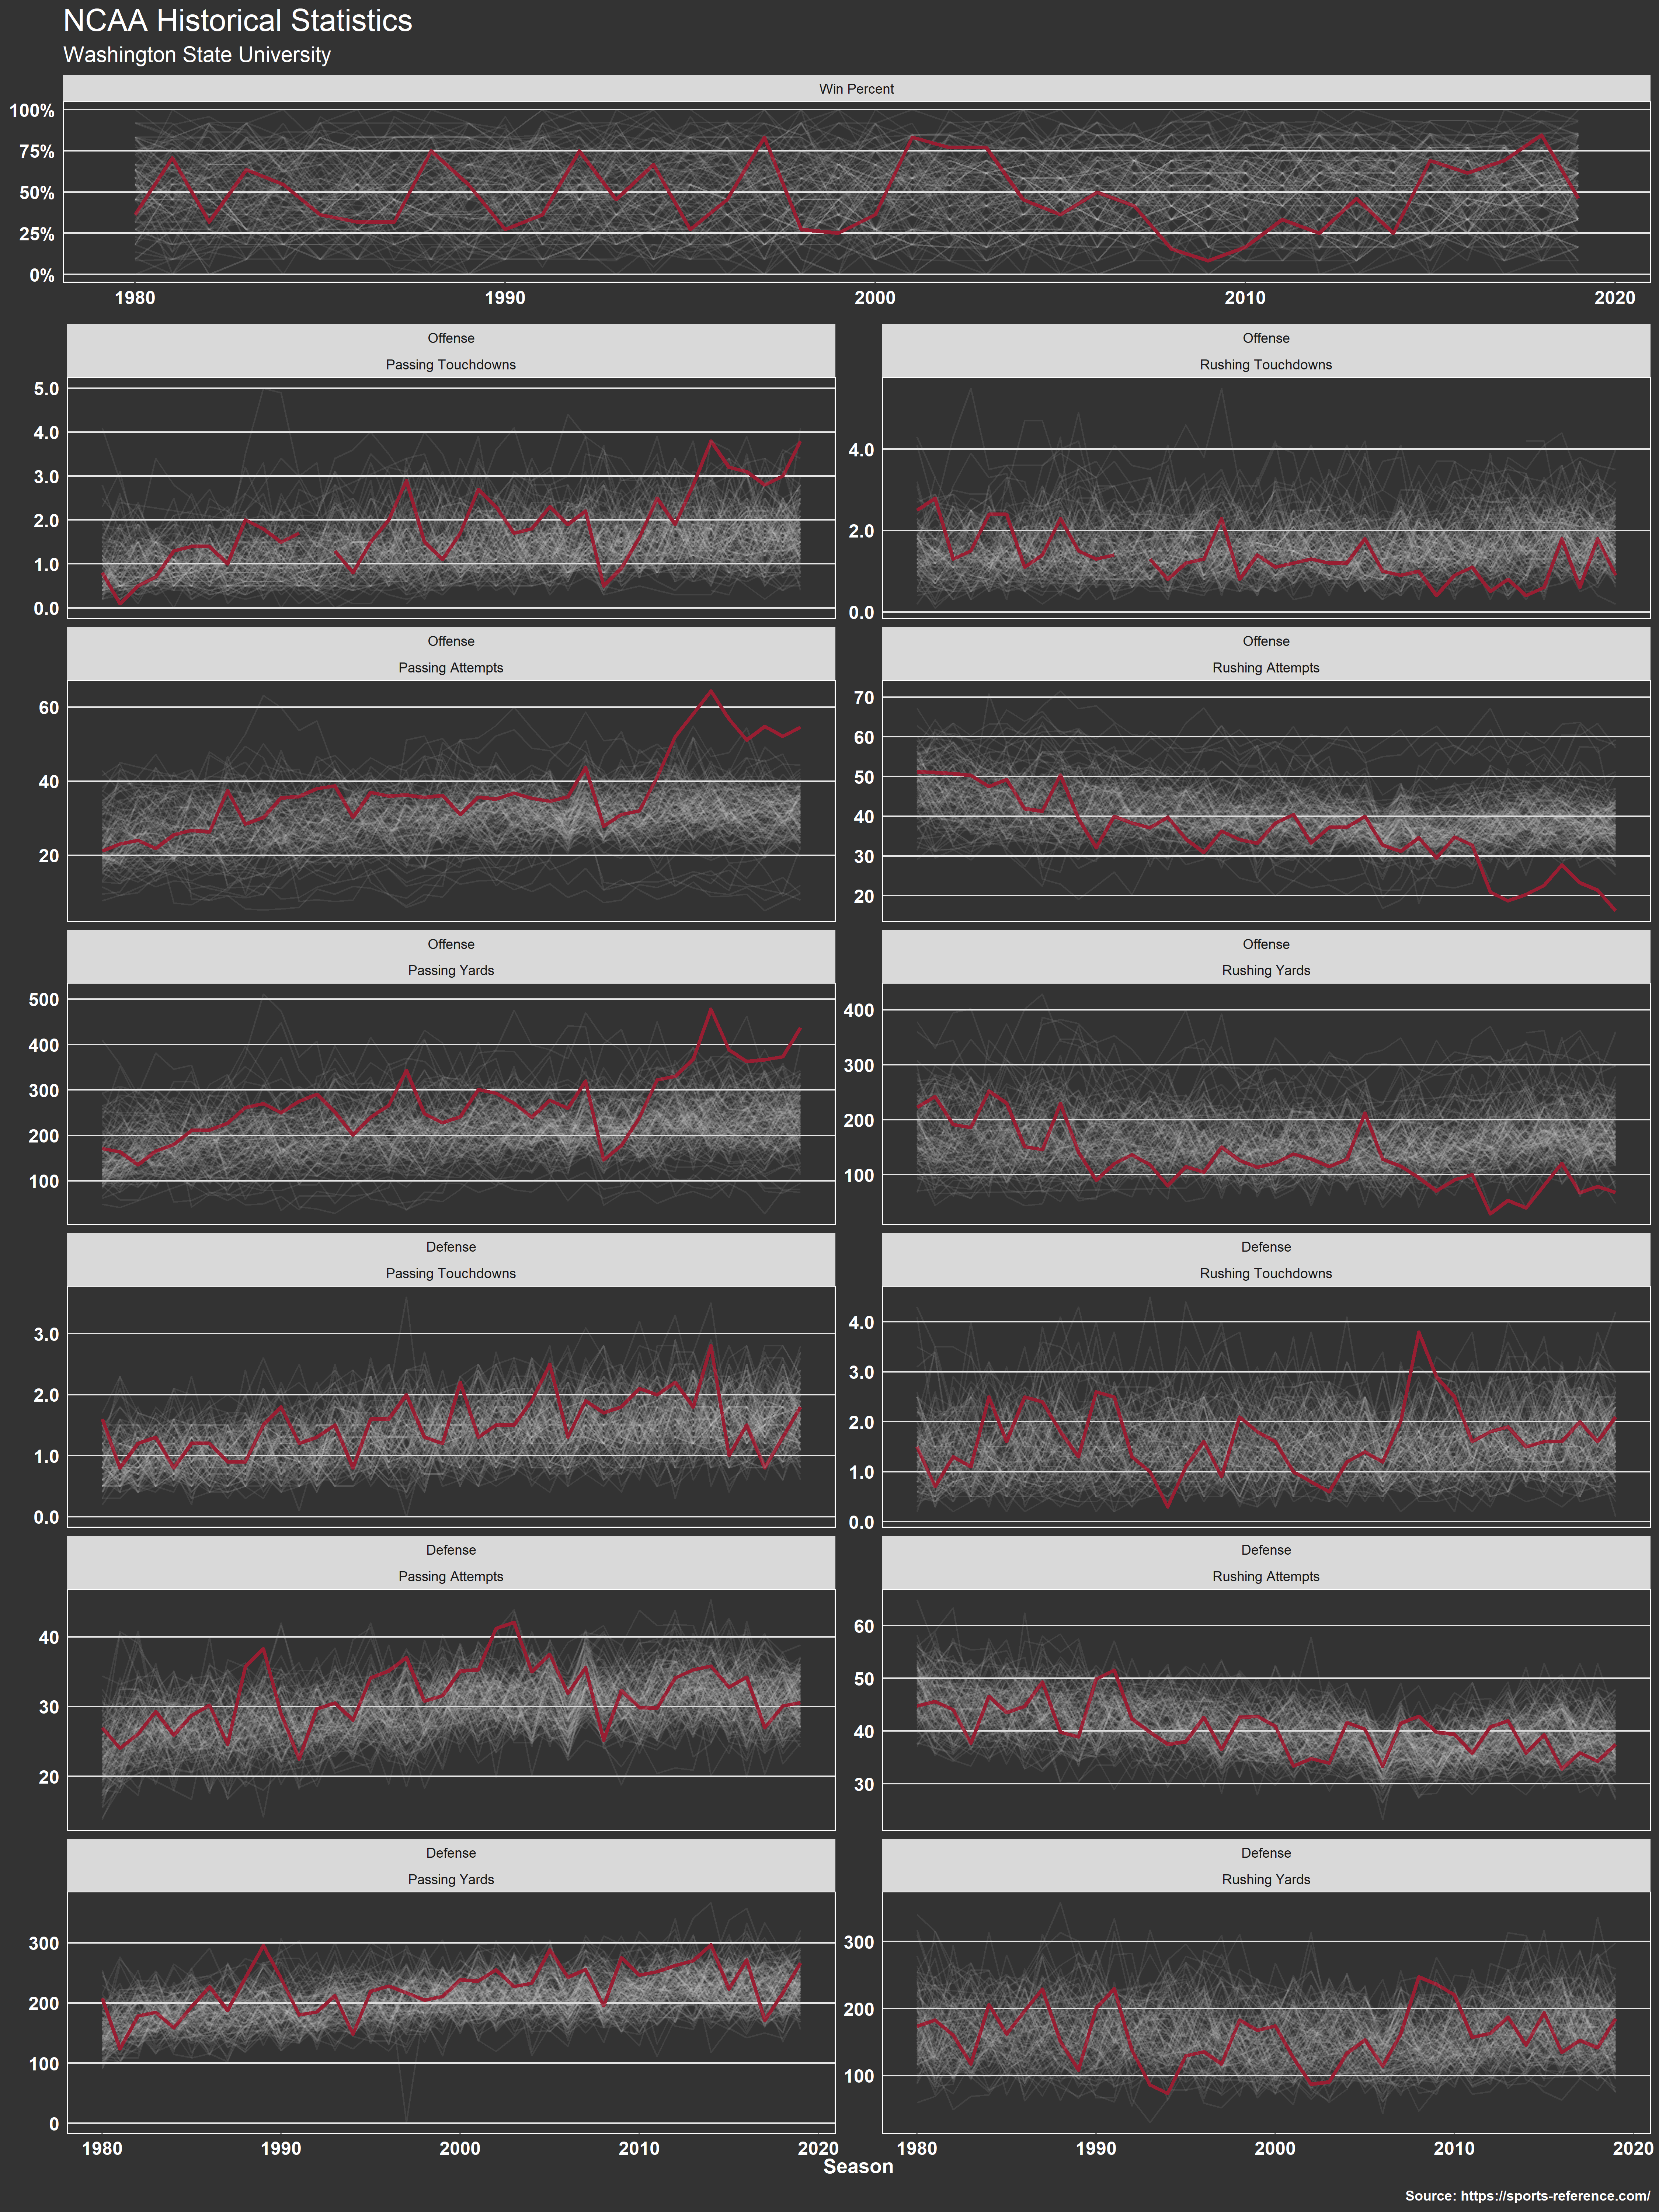 NCAA Historical Statistics
Washington State University
Win Percent
100%
75%
50%
25%
0%
1980 1990 2000 2010 2020
Offense
Passing Touchdowns
5.0
4.0
3.0
2.0
1.0
0.0
Offense
Rushing Touchdowns
4.0
2.0
0.0
Offense
Passing Attempts
60
40
20
Offense
Rushing Attempts
70
60
50
40
30
20
Offense
Passing Yards
500
400
300
200
100
Offense
Rushing Yards
400
300
200
100
Defense
Passing Touchdowns
3.0
2.0
1.0
0.0
Defense
Rushing Touchdowns
4.0
3.0
2.0
1.0
0.0
Defense
Passing Attempts
40
30
20
Defense
Rushing Attempts
60
50
40
30
Defense
Passing Yards
300
200
100
0
1980 1990 2000 2010 2020
Defense
Rushing Yards
300
200
100
1980 1990 2000 2010 2020
Season
Source: https://sports-reference.com/